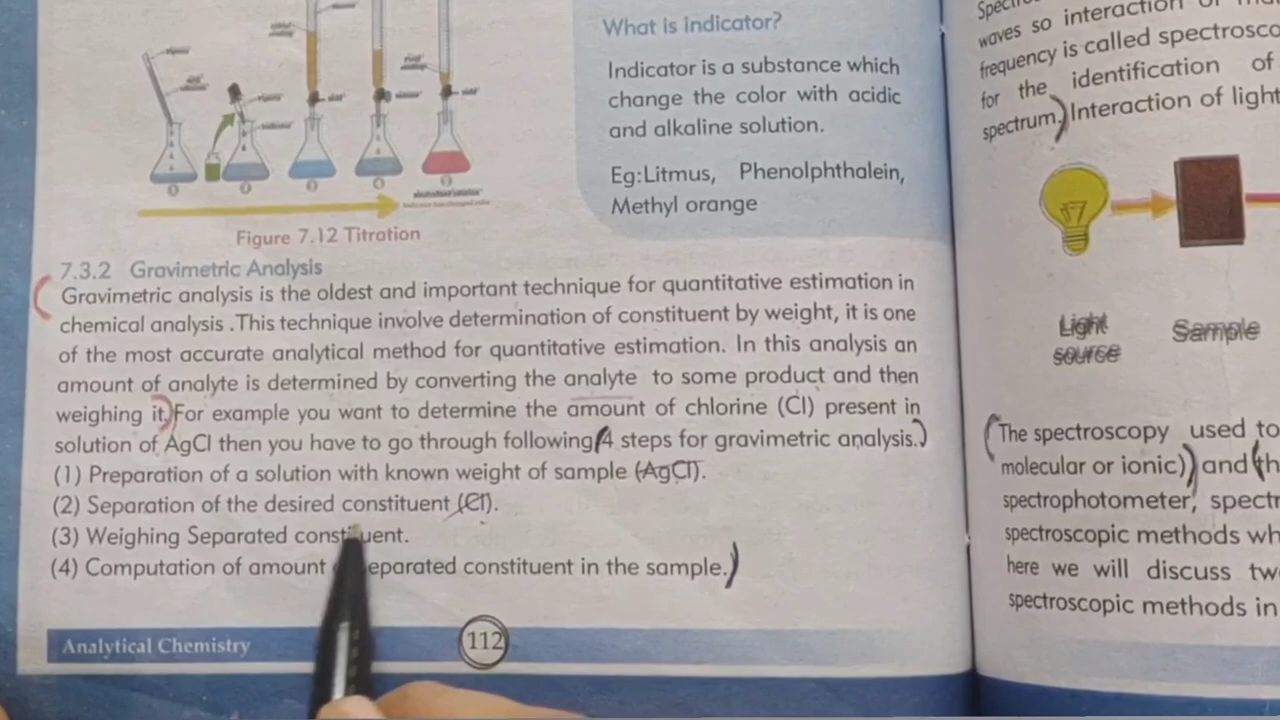 What is indicator?
Indicator is a substance which
change the color with acidic
and alkaline solution.
Eg:Litmus, Phenolphthalein,
Methyl orange
Figure 7.12 Titration
7.3.2 Gravimetric Analysis
Gravimetric analysis is the oldest and important technique for quantitative estimation in
chemical analysis .This technique involve determination of constituent by weight, it is one
of the most accurate analytical method for quantitative estimation. In this analysis an
amount of analyte is determined by converting the analyte to some product and then
weighing it. For example you want to determine the amount of chlorine (Cl) present in
solution of AgCl then you have to go through following 4 steps for gravimetric analysis.
(1) Preparation of a solution with known weight of sample (AgCl).
(2) Separation of the desired constituent (Cl).
(3) Weighing Separated constituent.
(4) Computation of amount eparated constituent in the sample.
Analytical Chemistry
112
waves so interaction
frequency is called spectrosco
for the identification of
spectrum. Interaction of light
Light
source
Sample
The spectroscopy used to
molecular or ionic) and th
spectrophotometer, spectr
spectroscopic methods wh
here we will discuss tw
spectroscopic methods in